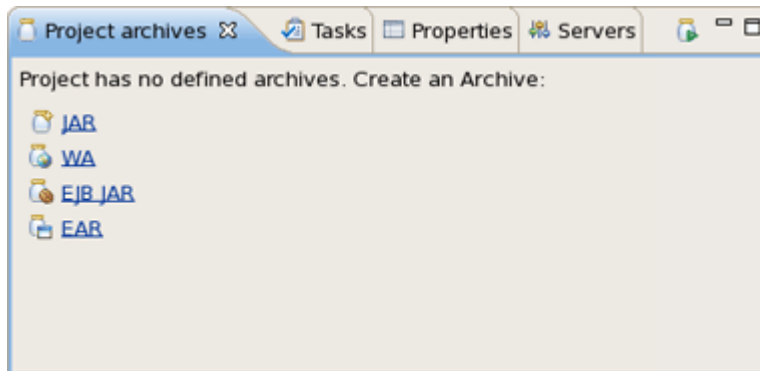 Project archives Tasks Properties Servers
Project has no defined archives. Create an Archive:
JAR
WA
EJB JAR
EAR